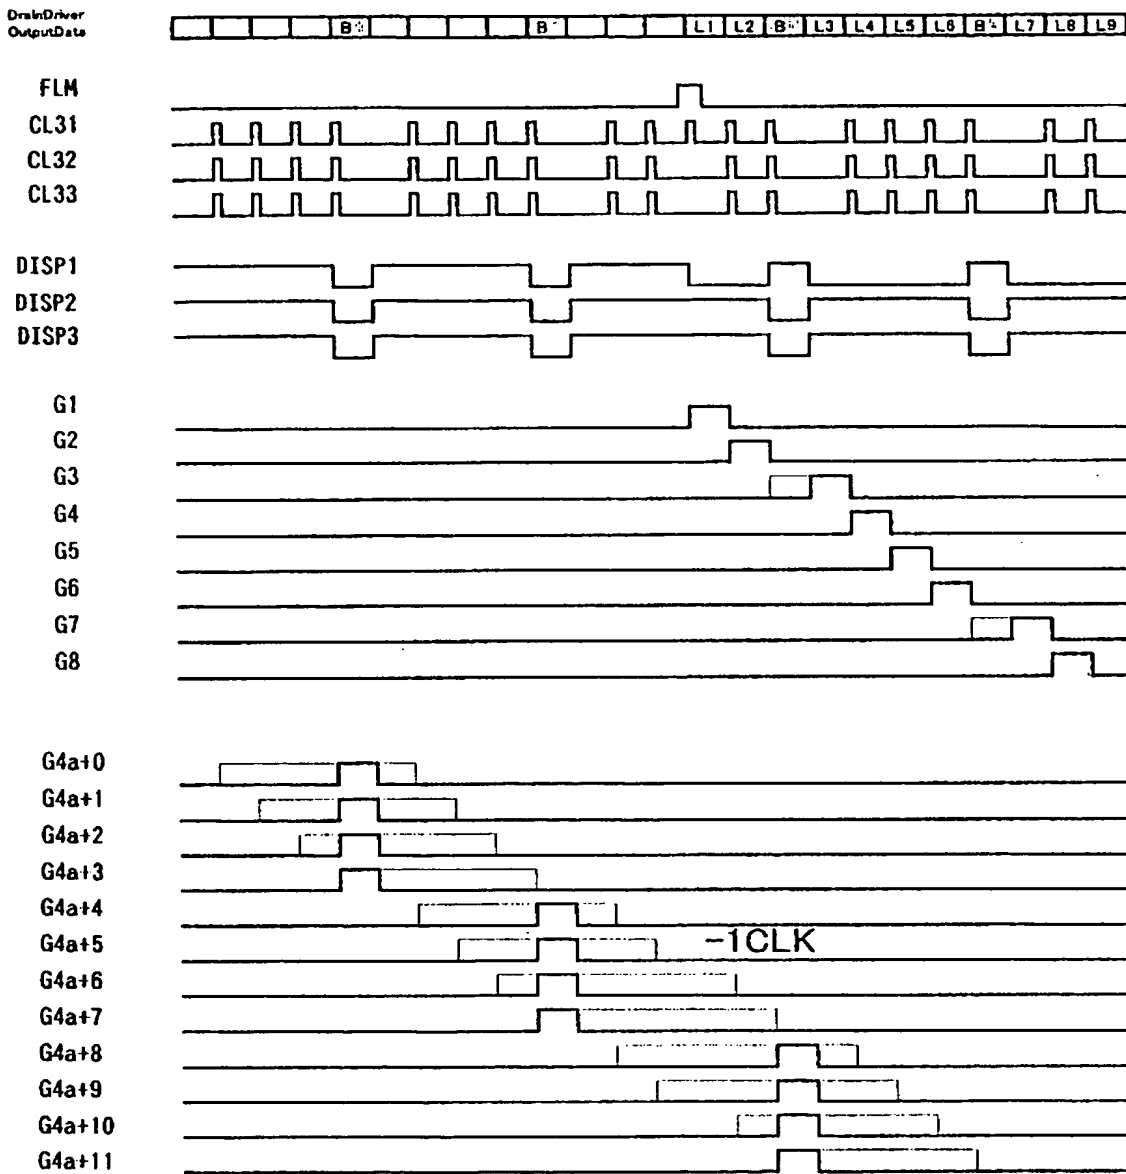 DrainDriver
OutputData
B B L1 L2 B L3 L4 L5 L6 B L7 L8 L9
FLM
CL31
CL32
CL33
DISP1
DISP2
DISP3
G1
G2
G3
G4
G5
G6
G7
G8
G4a+0
G4a+1
G4a+2
G4a+3
G4a+4
G4a+5 -1CLK
G4a+6
G4a+7
G4a+8
G4a+9
G4a+10
G4a+11